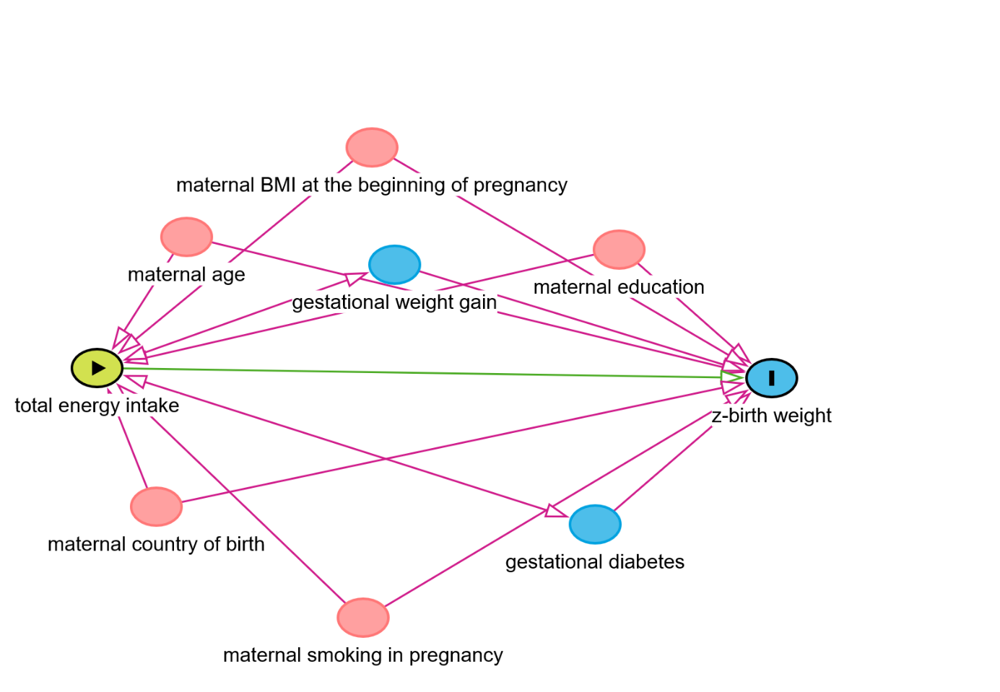 maternal BMI at the beginning of pregnancy
maternal age
maternal education
gestational weight gain
total energy intake
z-birth weight
maternal country of birth
gestational diabetes
maternal smoking in pregnancy